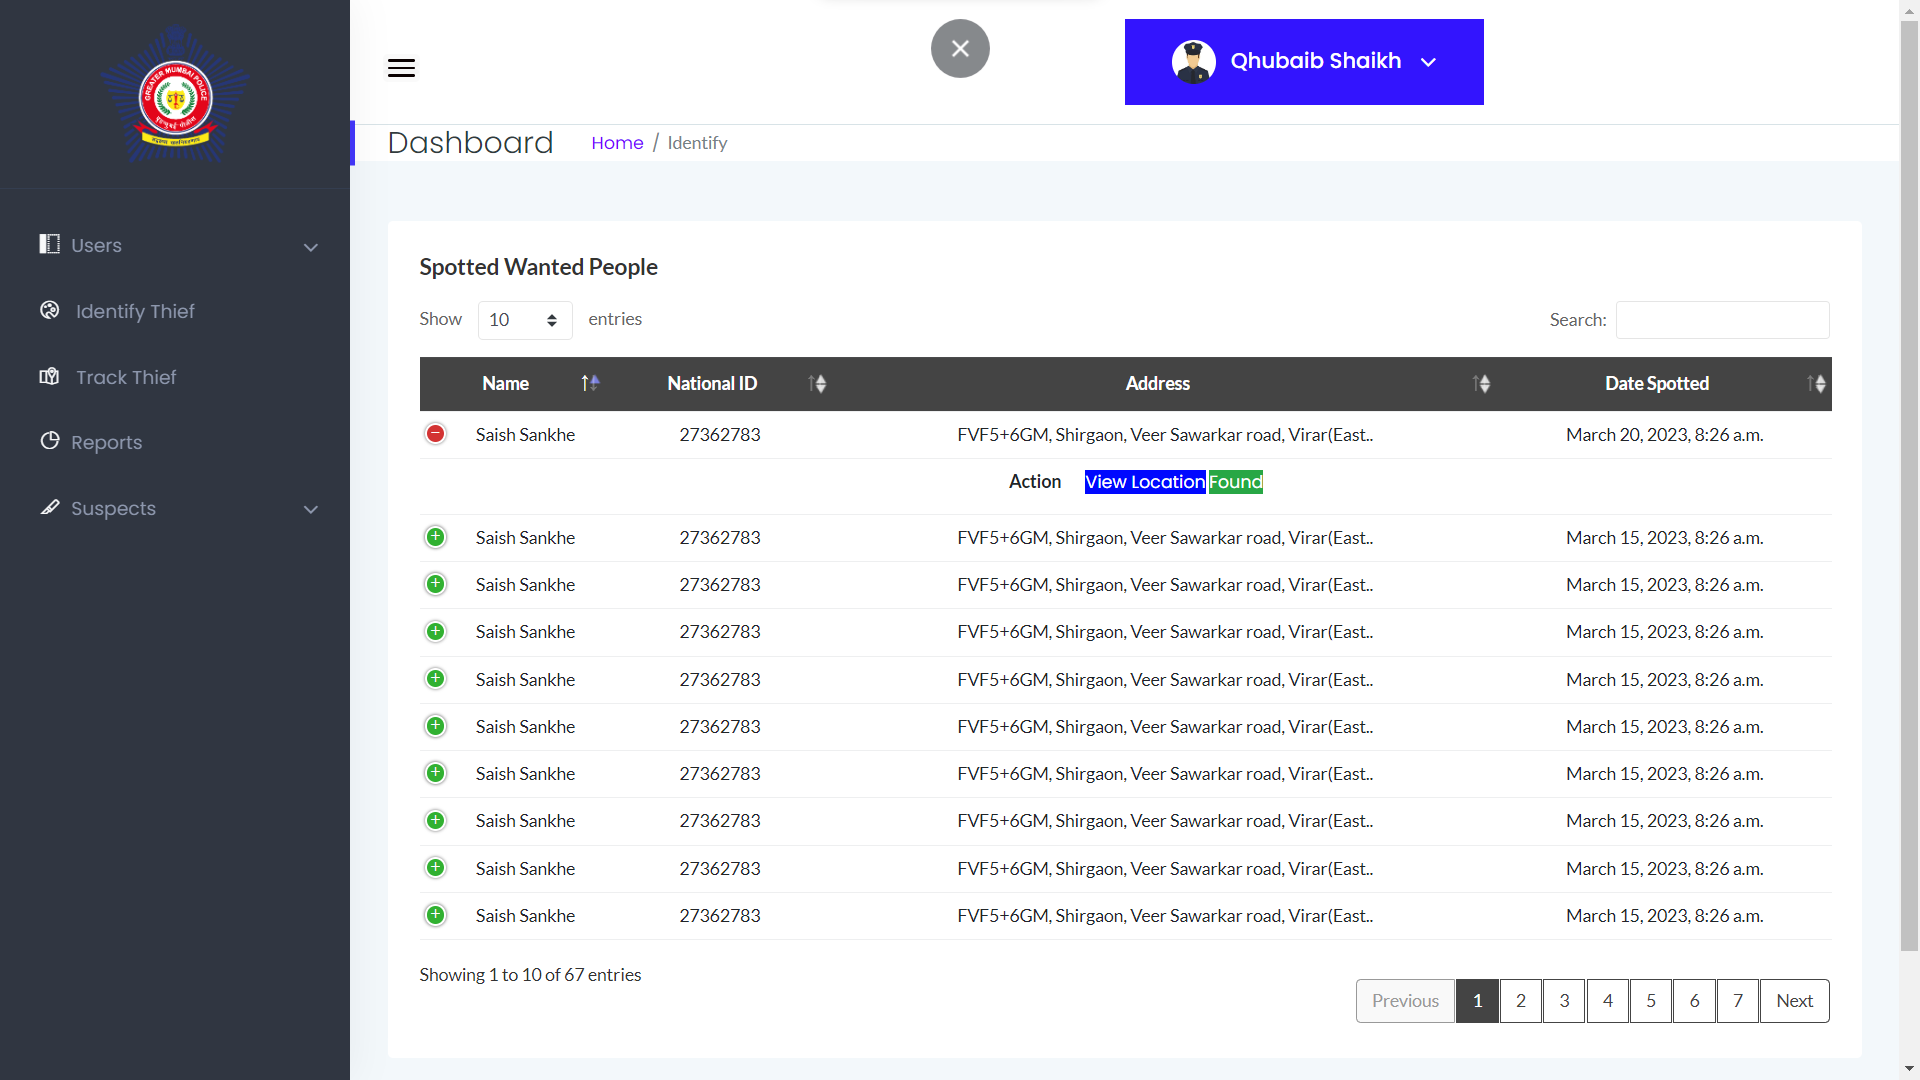 GREATER MUMBAI POLICE
Qhubaib Shaikh
Dashboard Home / Identify
Users
Identify Thief
Track Thief
Reports
Suspects
Spotted Wanted People
Show 10 entries Search:
Name National ID Address Date Spotted
Saish Sankhe 27362783 FVF5+6GM, Shirgaon, Veer Sawarkar road, Virar(East.. March 20, 2023, 8:26 a.m.
Action View Location Found
Saish Sankhe 27362783 FVF5+6GM, Shirgaon, Veer Sawarkar road, Virar(East.. March 15, 2023, 8:26 a.m.
Saish Sankhe 27362783 FVF5+6GM, Shirgaon, Veer Sawarkar road, Virar(East.. March 15, 2023, 8:26 a.m.
Saish Sankhe 27362783 FVF5+6GM, Shirgaon, Veer Sawarkar road, Virar(East.. March 15, 2023, 8:26 a.m.
Saish Sankhe 27362783 FVF5+6GM, Shirgaon, Veer Sawarkar road, Virar(East.. March 15, 2023, 8:26 a.m.
Saish Sankhe 27362783 FVF5+6GM, Shirgaon, Veer Sawarkar road, Virar(East.. March 15, 2023, 8:26 a.m.
Saish Sankhe 27362783 FVF5+6GM, Shirgaon, Veer Sawarkar road, Virar(East.. March 15, 2023, 8:26 a.m.
Saish Sankhe 27362783 FVF5+6GM, Shirgaon, Veer Sawarkar road, Virar(East.. March 15, 2023, 8:26 a.m.
Saish Sankhe 27362783 FVF5+6GM, Shirgaon, Veer Sawarkar road, Virar(East.. March 15, 2023, 8:26 a.m.
Saish Sankhe 27362783 FVF5+6GM, Shirgaon, Veer Sawarkar road, Virar(East.. March 15, 2023, 8:26 a.m.
Showing 1 to 10 of 67 entries
Previous 1 2 3 4 5 6 7 Next